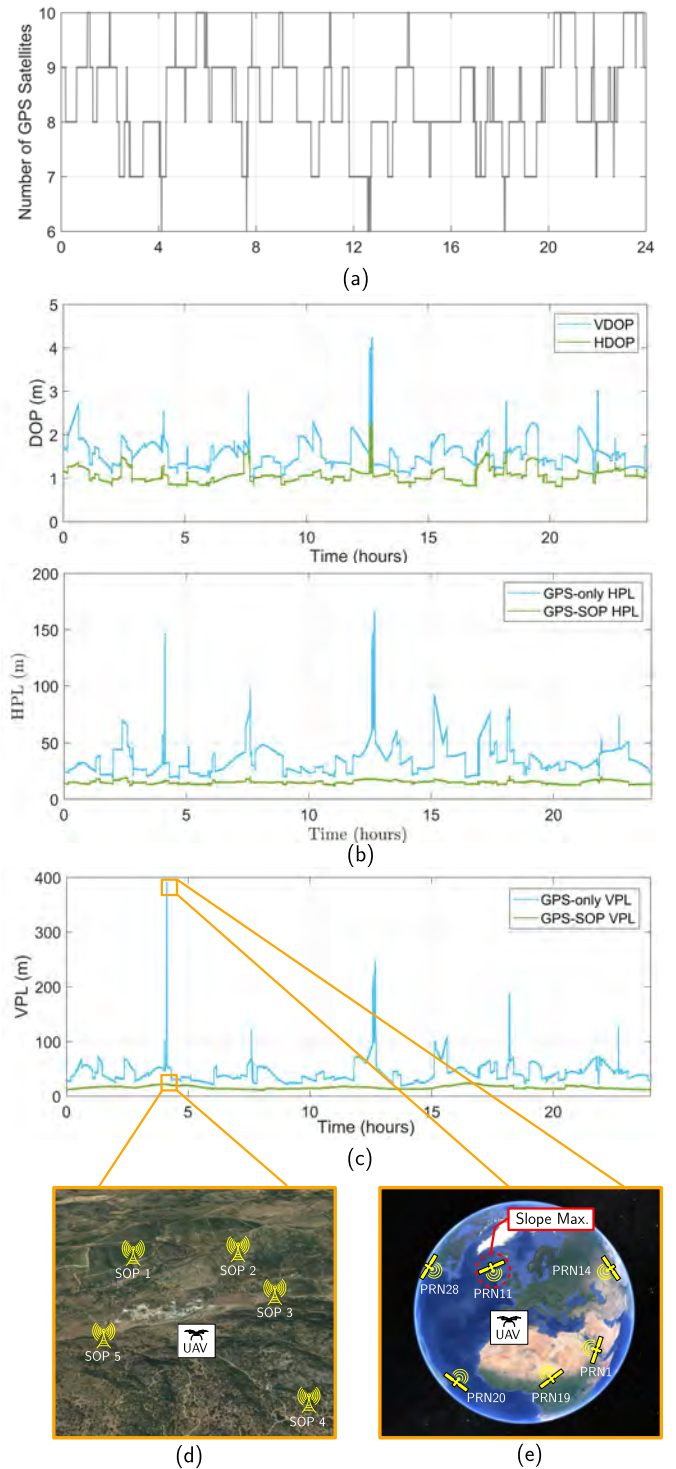 Number of GPS Satellites
10
9
8
7
6
0 4 8 12 16 20 24
(a)
DOP (m)
5
4
3
2
1
0
VDOP
HDOP
0 5 10 15 20
Time (hours)
HPL (m)
200
150
100
50
0
GPS-only HPL
GPS-SOP HPL
0 5 10 15 20
Time (hours)
(b)
VPL (m)
400
300
200
100
0
GPS-only VPL
GPS-SOP VPL
0 5 10 15 20
Time (hours)
(c)
SOP 1
SOP 2
SOP 3
SOP 5
UAV
SOP 4
(d)
Slope Max.
PRN28
PRN11
PRN14
UAV
PRN1
PRN20
PRN19
(e)